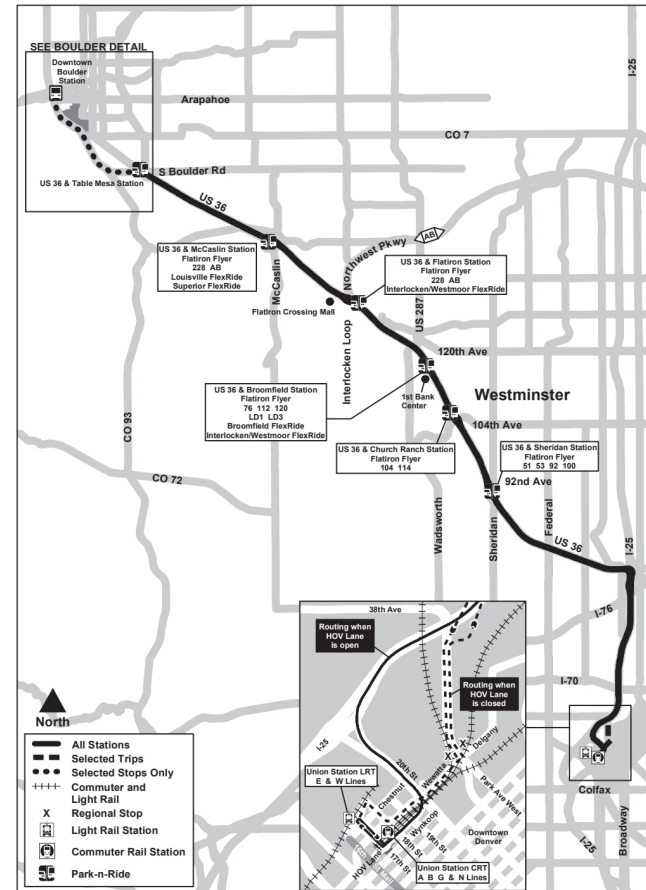 SEE BOULDER DETAIL
Downtown
Boulder
Station
Arapahoe
I-25
CO 7
S Boulder Rd
US 36 & Table Mesa Station
US 36
US 36 & McCaslin Station
Flatiron Flyer
228 AB
Louisville FlexRide
Superior FlexRide
McCaslin
Northwest Pkwy
AB
US 36 & Flatiron Station
Flatiron Flyer
228 AB
Interlocken/Westmoor FlexRide
FlatIron Crossing Mall
Interlocken Loop
US 287
120th Ave
1st Bank
Center
Westminster
104th Ave
US 36 & Broomfield Station
Flatiron Flyer
76 112 120
LD1 LD3
Broomfield FlexRide
Interlocken/Westmoor FlexRide
US 36 & Church Ranch Station
Flatiron Flyer
104 114
US 36 & Sheridan Station
Flatiron Flyer
51 53 92 100
92nd Ave
CO 93
CO 72
Wadsworth
Sheridan
Federal
US 36
I-25
I-76
I-70
Colfax
I-25
Broadway
38th Ave
Routing when
HOV Lane
is open
Routing when
HOV Lane
is closed
I-25
20th St
Chestnut
Wewatta
Delgany
Park Ave West
Union Station LRT
E & W Lines
Wynkoop
19th St
18th St
17th St
HOV Lane
Downtown
Denver
Union Station CRT
A B G & N Lines
North
All Stations
Selected Trips
Selected Stops Only
Commuter and
Light Rail
X Regional Stop
Light Rail Station
Commuter Rail Station
Park-n-Ride